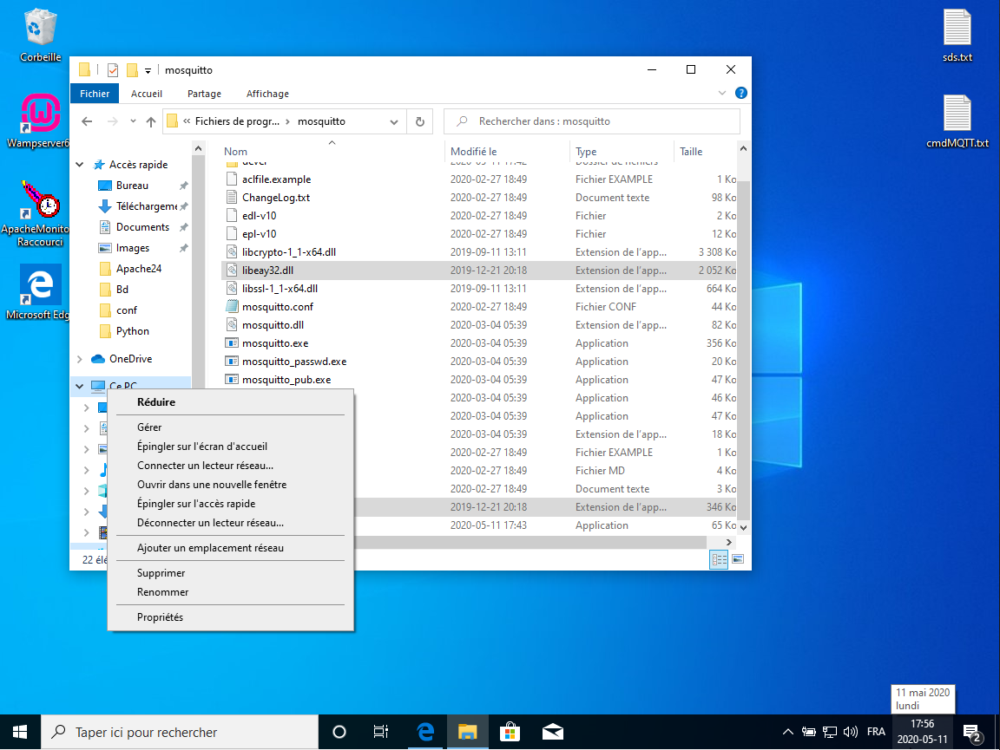 Corbeille
Wampserver6
ApacheMonito
Raccourci
Microsoft Edg
sds.txt
cmdMQTT.txt
mosquitto
Fichier Accueil Partage Affichage
« Fichiers de progr... > mosquitto
Rechercher dans : mosquitto
Accès rapide
Bureau
Téléchargeme
Documents
Images
Apache24
Bd
conf
Python
OneDrive
Ce PC
Nom Modifié le Type Taille
aclfile.example 2020-02-27 18:49 Fichier EXAMPLE 1 Ko
ChangeLog.txt 2020-02-27 18:49 Document texte 98 Ko
edl-v10 2020-02-27 18:49 Fichier 2 Ko
epl-v10 2020-02-27 18:49 Fichier 12 Ko
libcrypto-1_1-x64.dll 2019-09-11 13:11 Extension de l'app... 3 308 Ko
libeay32.dll 2019-12-21 20:18 Extension de l'app... 2 052 Ko
libssl-1_1-x64.dll 2019-09-11 13:11 Extension de l'app... 664 Ko
mosquitto.conf 2020-02-27 18:49 Fichier CONF 44 Ko
mosquitto.dll 2020-03-04 05:39 Extension de l'app... 82 Ko
mosquitto.exe 2020-03-04 05:39 Application 356 Ko
mosquitto_passwd.exe 2020-03-04 05:39 Application 20 Ko
mosquitto_pub.exe 2020-03-04 05:39 Application 47 Ko
2020-03-04 05:39 Application 46 Ko
2020-03-04 05:39 Application 47 Ko
2020-03-04 05:39 Extension de l'app... 18 Ko
2020-02-27 18:49 Fichier EXAMPLE 1 Ko
2020-02-27 18:49 Fichier MD 4 Ko
2020-02-27 18:49 Document texte 3 Ko
2019-12-21 20:18 Extension de l'app... 346 Ko
2020-05-11 17:43 Application 65 Ko
22 élé
Réduire
Gérer
Épingler sur l'écran d'accueil
Connecter un lecteur réseau...
Ouvrir dans une nouvelle fenêtre
Épingler sur l'accès rapide
Déconnecter un lecteur réseau...
Ajouter un emplacement réseau
Supprimer
Renommer
Propriétés
11 mai 2020
lundi
Taper ici pour rechercher
FRA
17:56
2020-05-11
2